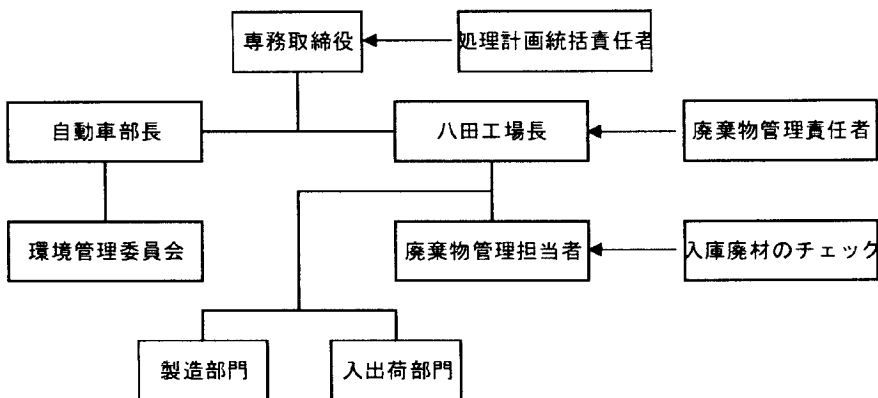 専務取締役
処理計画統括責任者
自動車部長
八田工場長
廃棄物管理責任者
環境管理委員会
廃棄物管理担当者
入庫廃材のチェック
製造部門
入出荷部門